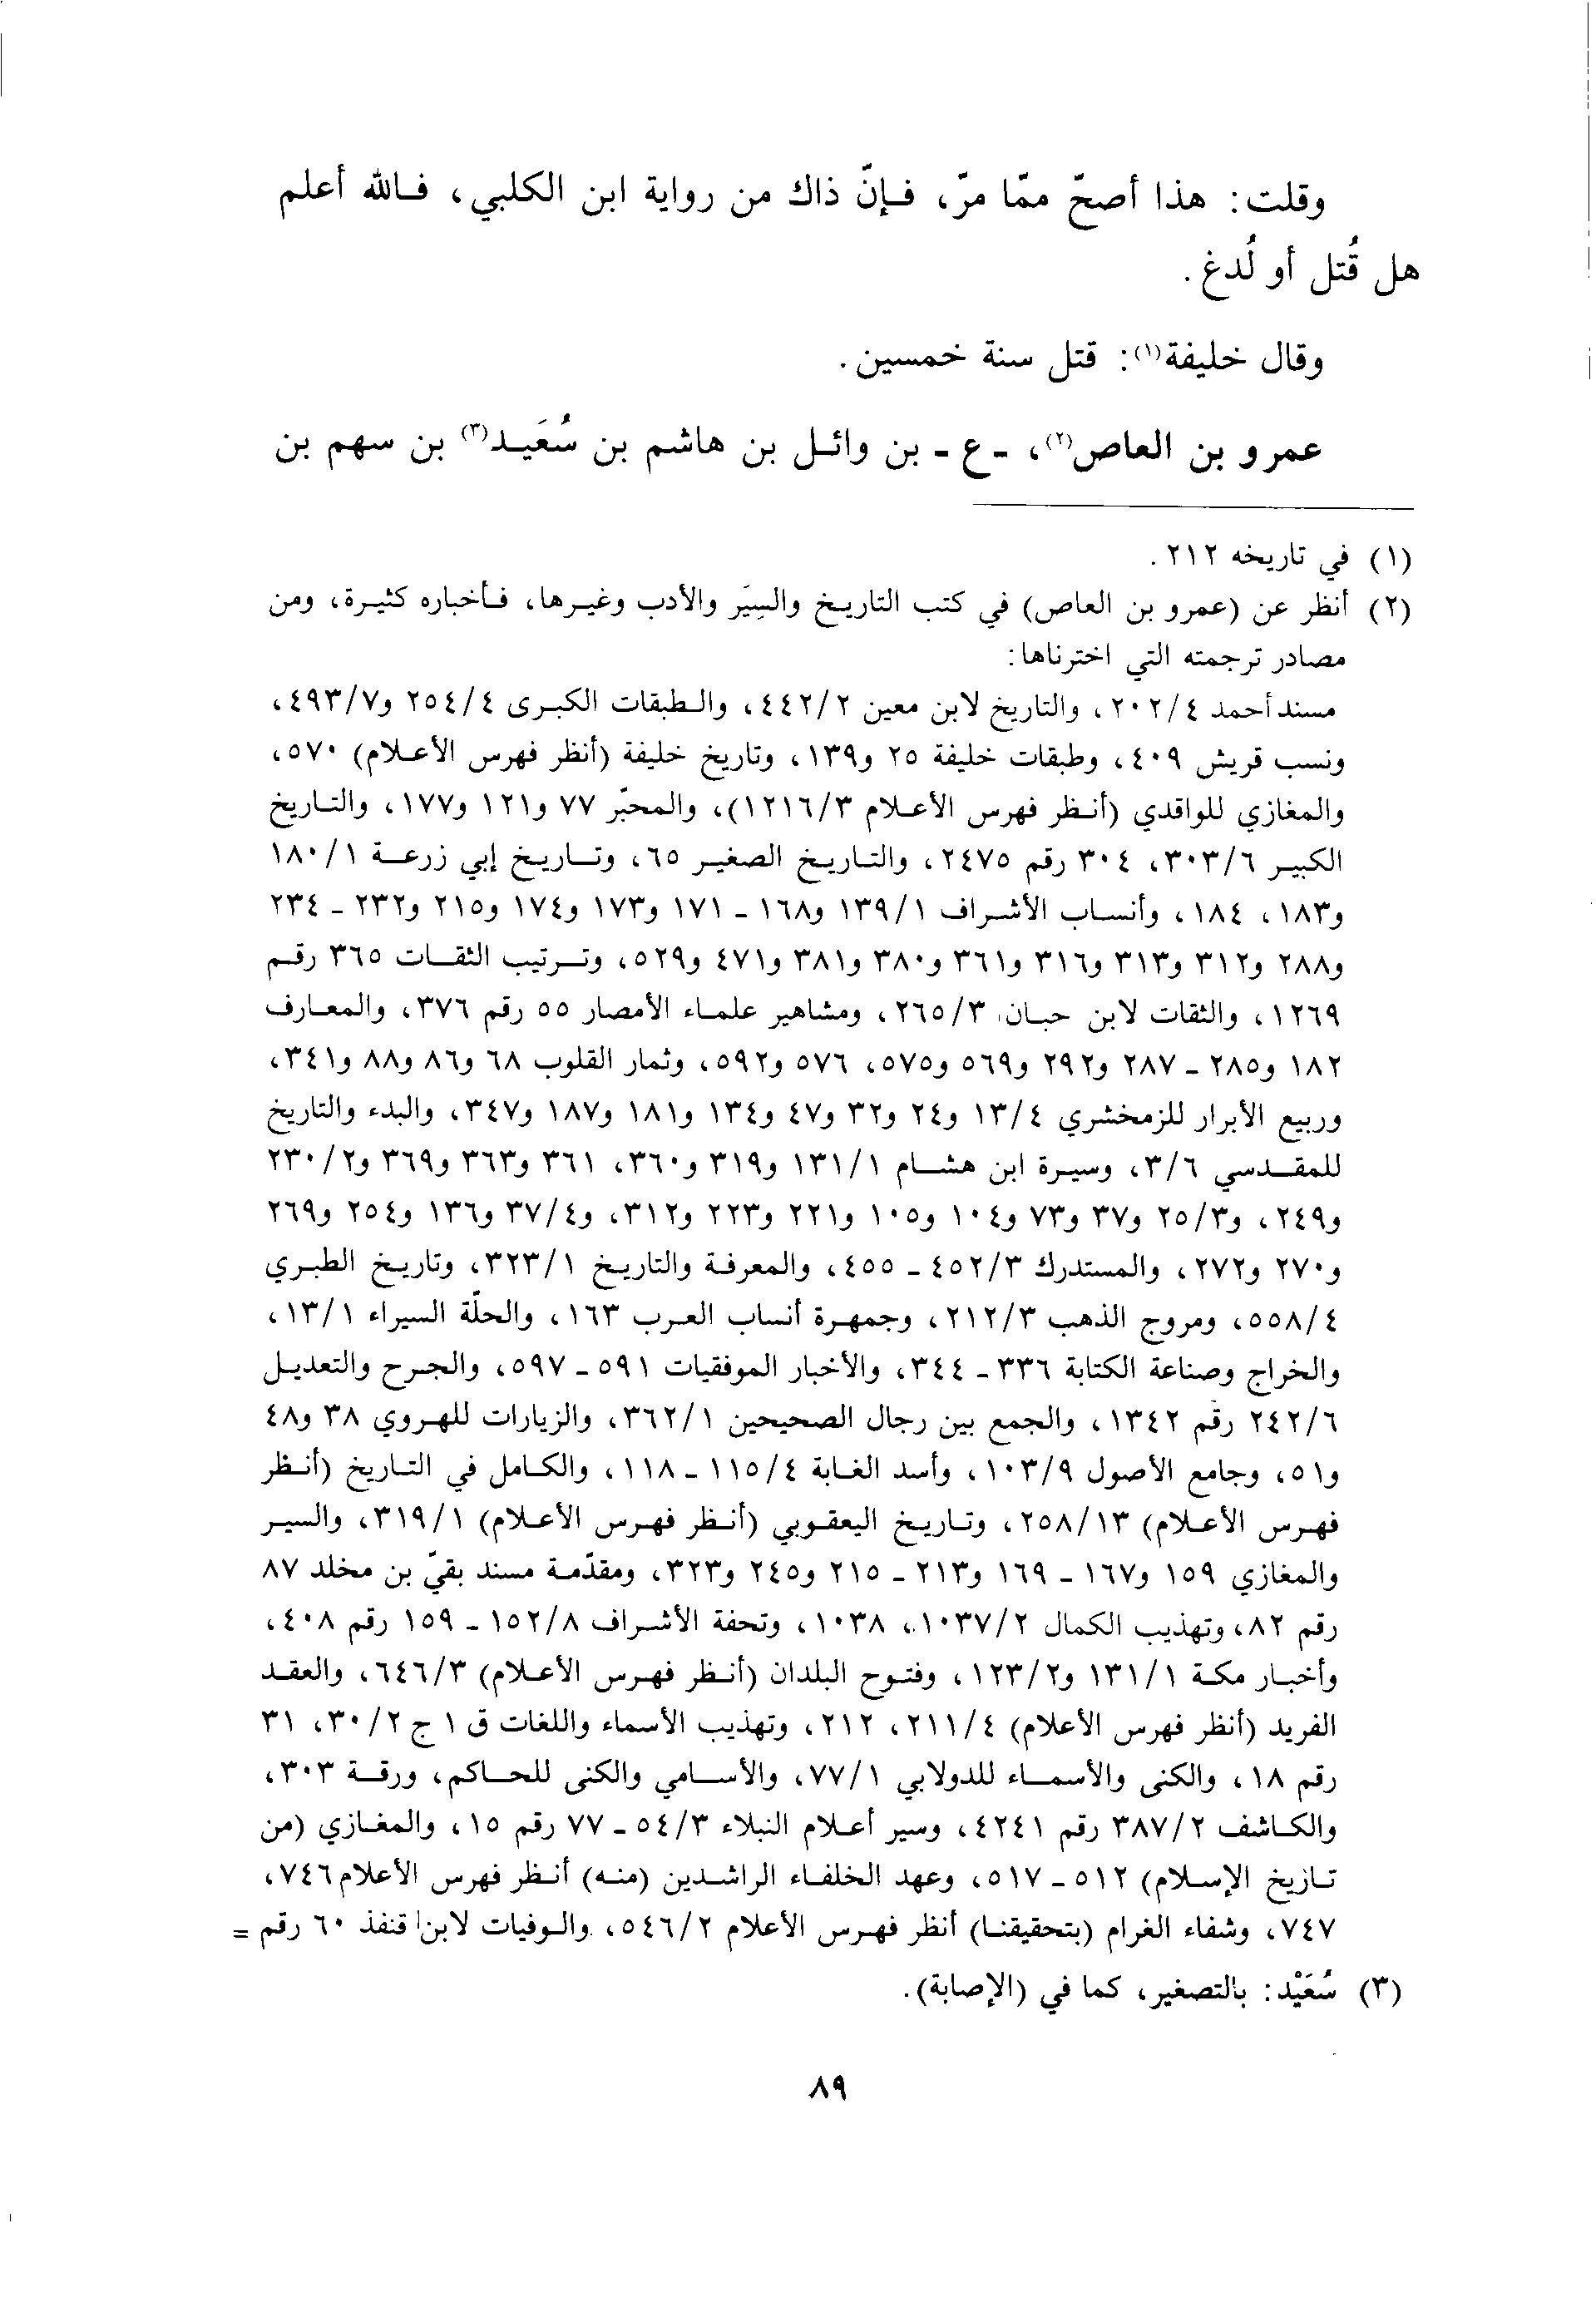 وقلت: هذا أصحّ ممّا مرّ، فإنّ ذاك من رواية ابن الكلبي، فالله أعلم
هل قُتل أو لُدغ.
وقال خليفة(١): قتل سنة خمسين.
عمرو بن العاص(٢)، - ع - بن وائل بن هاشم بن سُعَيد(٣) بن سهم بن
(١) في تاريخه ٢١٢.
(٢) أنظر عن (عمرو بن العاص) في كتب التاريخ والسِيَر والأدب وغيرها، فأخباره كثيرة، ومن
مصادر ترجمته التي اخترناها:
مسند أحمد ٢٠٢/٤، والتاريخ لابن معين ٤٤٢/٢، والطبقات الكبرى ٢٥٤/٤ و٤٩٣/٧،
ونسب قريش ٤٠٩، وطبقات خليفة ٢٥ و١٣٩، وتاريخ خليفة (أنظر فهرس الأعلام) ٥٧٠،
والمغازي للواقدي (أنظر فهرس الأعلام ١٢١٦/٣)، والمحبّر ٧٧ و١٢١ و١٧٧، والتاريخ
الكبير ٣٠٣/٦، ٣٠٤ رقم ٢٤٧٥، والتاريخ الصغير ٦٥، وتاريخ إبي زرعة ١٨٠/١
و١٨٣، ١٨٤، وأنساب الأشراف ١٣٩/١ و١٦٨ - ١٧١ و١٧٣ و١٧٤ و٢١٥ و٢٣٢ - ٢٣٤
و٢٨٨ و٣١٢ و٣١٣ و٣١٦ و٣٦١ و٣٨٠ و٣٨١ و٤٧١ و٥٢٩، وترتيب الثقات ٣٦٥ رقم
١٢٦٩، والثقات لابن حبان ٢٦٥/٣، ومشاهير علماء الأمصار ٥٥ رقم ٣٧٦، والمعارف
١٨٢ و٢٨٥ - ٢٨٧ و٢٩٢ و٥٦٩ و٥٧٥، ٥٧٦ و٥٩٢، وثمار القلوب ٦٨ و٨٦ و٨٨ و٣٤١،
وربيع الأبرار للزمخشري ١٣/٤ و٢٤ و٣٢ و٤٧ و١٣٤ و١٨١ و١٨٧ و٣٤٧، والبدء والتاريخ
للمقدسي ٣/٦، وسيرة ابن هشام ١٣١/١ و٣١٩ و٣٦٠، ٣٦١ و٣٦٣ و٣٦٩ و٢٣٠/٢
و٢٤٩، و٢٥/٣ و٣٧ و٧٣ و١٠٤ و١٠٥ و٢٢١ و٢٢٣ و٣١٢، و٣٧/٤ و١٣٦ و٢٥٤ و٢٦٩
و٢٧٠ و٢٧٢، والمستدرك ٤٥٢/٣ - ٤٥٥، والمعرفة والتاريخ ٣٢٣/١، وتاريخ الطبري
٥٥٨/٤، ومروج الذهب ٢١٢/٣، وجمهرة أنساب العرب ١٦٣، والحلّة السيراء ١٣/١،
والخراج وصناعة الكتابة ٣٣٦ - ٣٤٤، والأخبار الموفقيات ٥٩١ - ٥٩٧، والجرح والتعديل
٢٤٢/٦ رقم ١٣٤٢، والجمع بين رجال الصحيحين ٣٦٢/١، والزيارات للهروي ٣٨ و٤٨
و٥١، وجامع الأصول ١٠٣/٩، وأسد الغابة ١١٥/٤ - ١١٨، والكامل في التاريخ (أنظر
فهرس الأعلام) ٢٥٨/١٣، وتاريخ اليعقوبي (أنظر فهرس الأعلام) ٣١٩/١، والسير
والمغازي ١٥٩ و١٦٧ - ١٦٩ و٢١٣ - ٢١٥ و٢٤٥ و٣٢٣، ومقدّمة مسند بقيّ بن مخلد ٨٧
رقم ٨٢، وتهذيب الكمال ١٠٣٧/٢، ١٠٣٨، وتحفة الأشراف ١٥٢/٨ - ١٥٩ رقم ٤٠٨،
وأخبار مكة ١٣١/١ و١٢٣/٢، وفتوح البلدان (أنظر فهرس الأعلام) ٦٤٦/٣، والعقد
الفريد (أنظر فهرس الأعلام) ٢١١/٤، ٢١٢، وتهذيب الأسماء واللغات ق ١ ج ٣٠/٢، ٣١
رقم ١٨، والكنى والأسماء للدولابي ٧٧/١، والأسامي والكنى للحاكم، ورقة ٣٠٣،
والكاشف ٣٨٧/٢ رقم ٤٢٤١، وسير أعلام النبلاء ٥٤/٣ - ٧٧ رقم ١٥، والمغازي (من
تاريخ الإسلام) ٥١٢ - ٥١٧، وعهد الخلفاء الراشدين (منه) أنظر فهرس الأعلام ٧٤٦،
٧٤٧، وشفاء الغرام (بتحقيقنا) أنظر فهرس الأعلام ٥٤٦/٢، والوفيات لابن قنفذ ٦٠ رقم =
(٣) سُعَيْد: بالتصغير، كما في (الإصابة).
٨٩